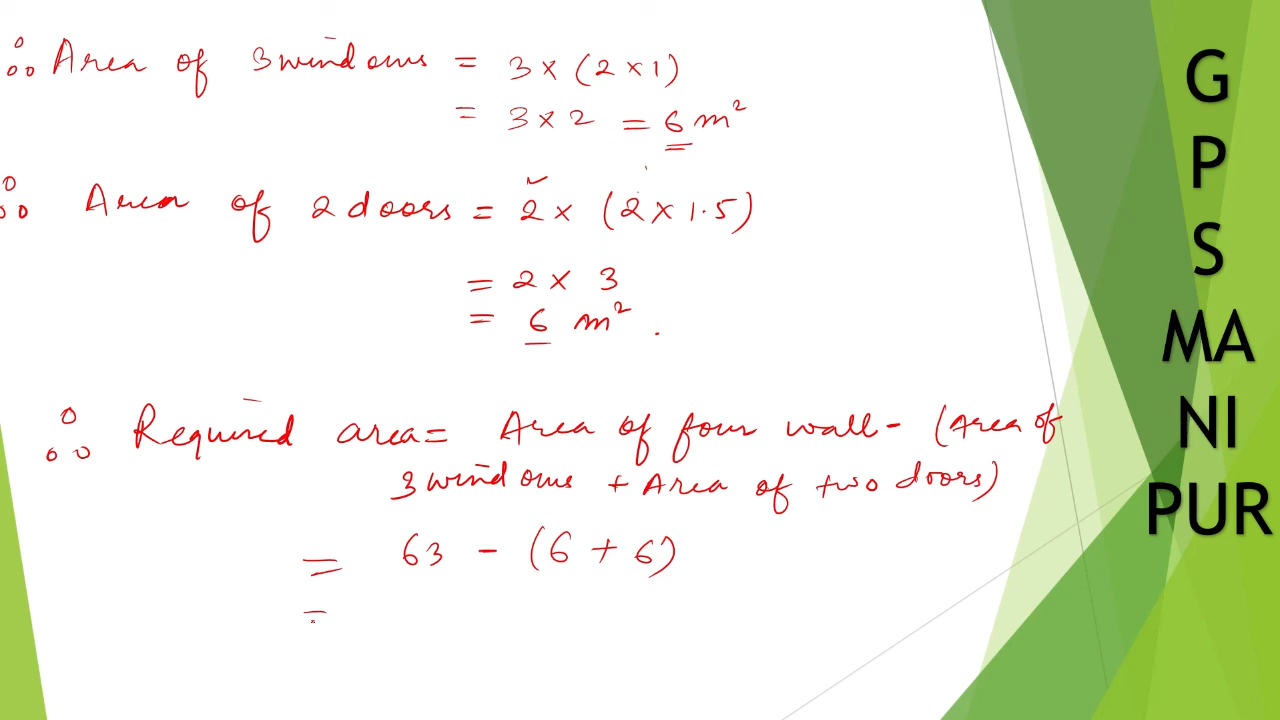 ∴ Area of 3 windows = 3 × (2 × 1)
= 3 × 2 = 6 m²
∴ Area of 2 doors = 2 × (2 × 1.5)
= 2 × 3
= 6 m².
∴ Required area = Area of four wall - (Area of
3 windows + Area of two doors)
= 63 - (6 + 6)
=
G
P
S
MA
NI
PUR